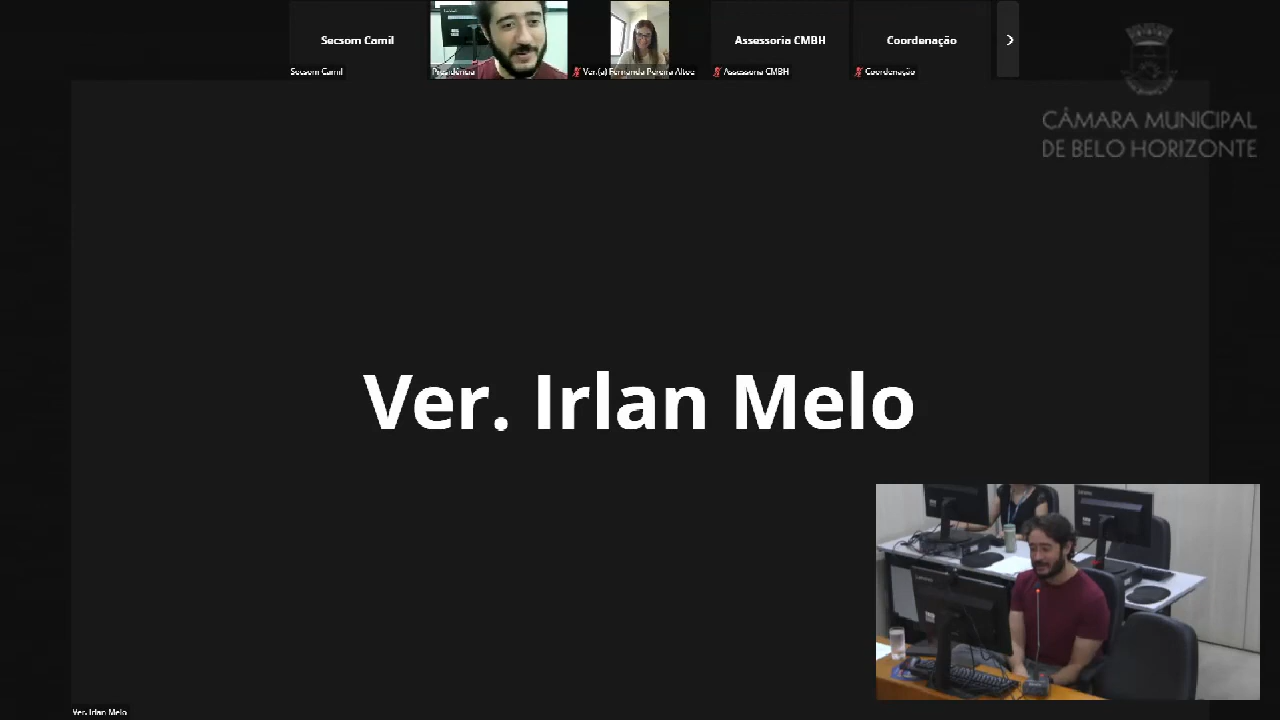 Secsom Camil
Assessoria CMBH
Coordenação
Secsom Camil
Presidência
Ver.(a) Fernanda Pereira Altoé
Assessoria CMBH
Coordenação
CÂMARA MUNICIPAL
DE BELO HORIZONTE
Ver. Irlan Melo
Ver. Irlan Melo